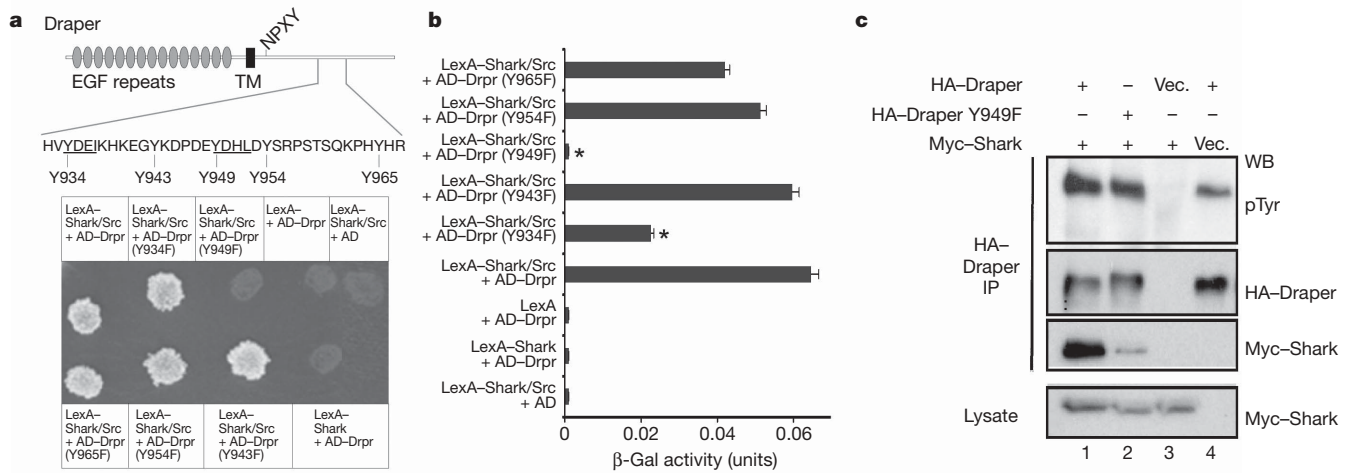 a
Draper
NPXY
EGF repeats
TM
HVYDEIKHKEGYKDPDEYDHLDYSRPSTSQKPHYHR
Y934 Y943 Y949 Y954 Y965
LexA–
Shark/Src
+ AD–Drpr
LexA–
Shark/Src
+ AD–Drpr
(Y934F)
LexA–
Shark/Src
+ AD–Drpr
(Y949F)
LexA–
+ AD–Drpr
LexA–
Shark/Src
+ AD
LexA–
Shark/Src
+ AD–Drpr
(Y965F)
LexA–
Shark/Src
+ AD–Drpr
(Y954F)
LexA–
Shark/Src
+ AD–Drpr
(Y943F)
LexA–
Shark
+ AD–Drpr
b
LexA–Shark/Src
+ AD–Drpr (Y965F)
LexA–Shark/Src
+ AD–Drpr (Y954F)
LexA–Shark/Src
+ AD–Drpr (Y949F)
*
LexA–Shark/Src
+ AD–Drpr (Y943F)
LexA–Shark/Src
+ AD–Drpr (Y934F)
*
LexA–Shark/Src
+ AD–Drpr
LexA
+ AD–Drpr
LexA–Shark
+ AD–Drpr
LexA–Shark/Src
+ AD
0 0.02 0.04 0.06
β-Gal activity (units)
c
HA–Draper + – Vec. +
HA–Draper Y949F – + – –
Myc–Shark + + + Vec.
WB
pTyr
HA–
Draper
IP
HA–Draper
Myc–Shark
Lysate
Myc–Shark
1 2 3 4